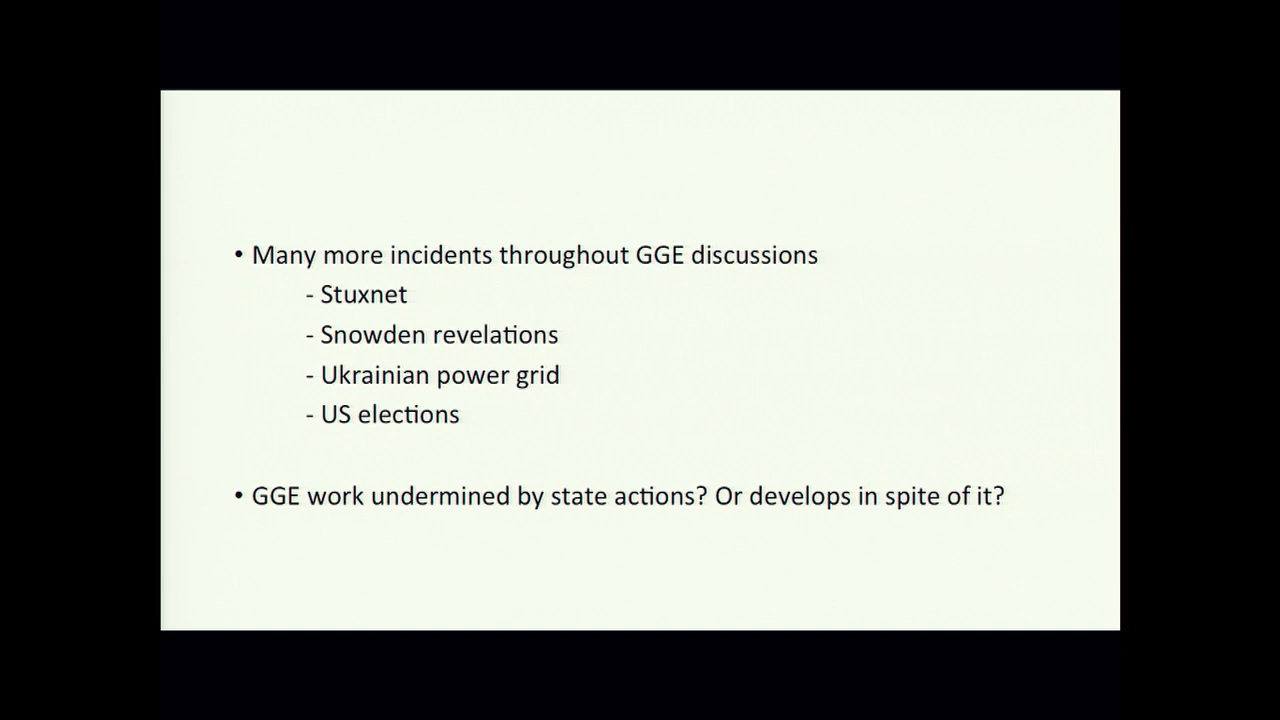 • Many more incidents throughout GGE discussions
- Stuxnet
- Snowden revelations
- Ukrainian power grid
- US elections
• GGE work undermined by state actions? Or develops in spite of it?